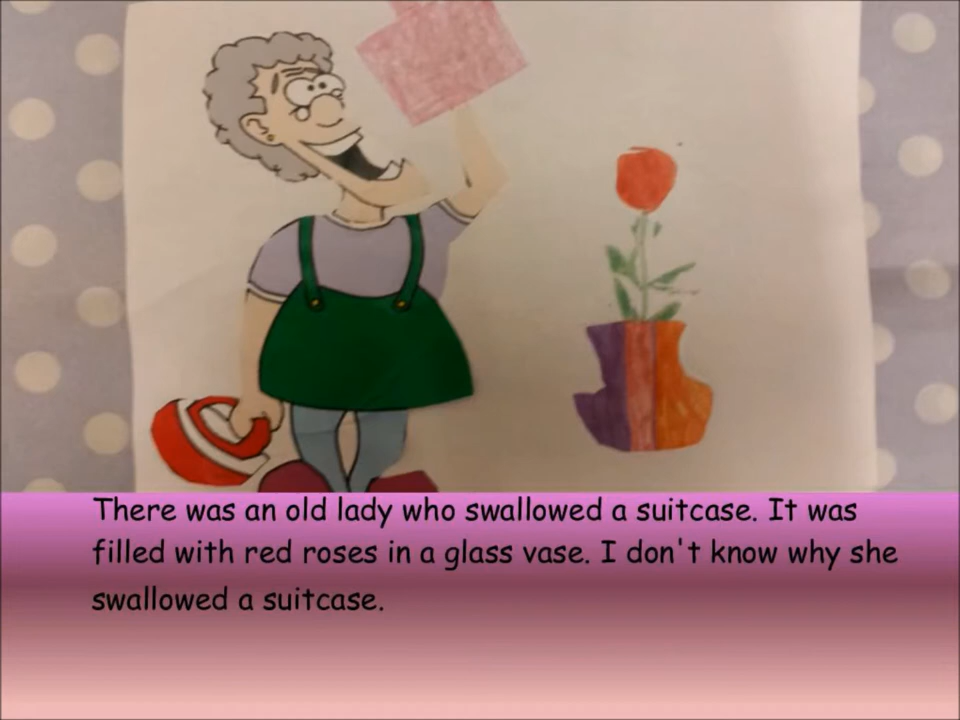 There was an old lady who swallowed a suitcase. It was
filled with red roses in a glass vase. I don't know why she
swallowed a suitcase.